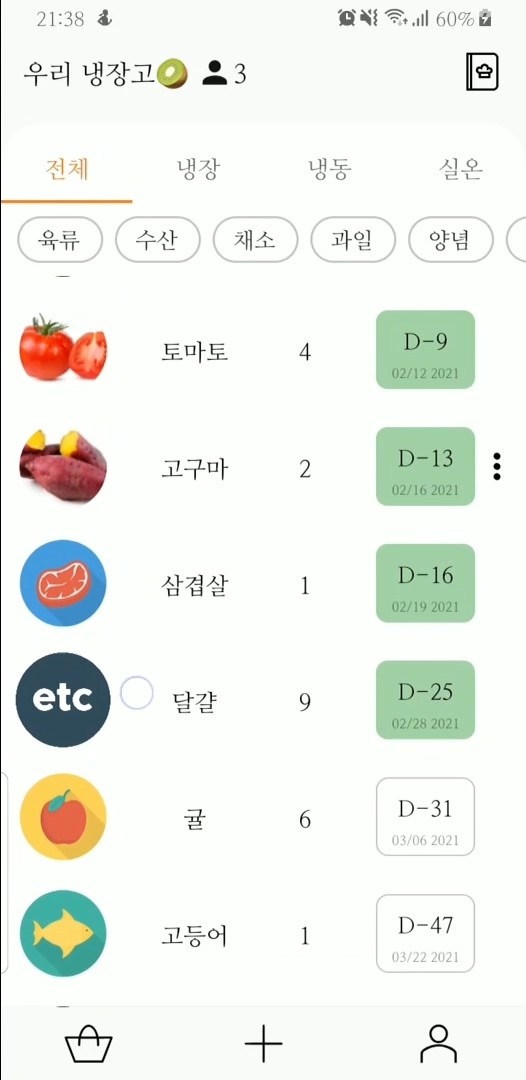 21:38 60%
우리 냉장고 3
전체 냉장 냉동 실온
육류 수산 채소 과일 양념
토마토 4 D-9
02/12 2021
고구마 2 D-13
02/16 2021
삼겹살 1 D-16
02/19 2021
etc 달걀 9 D-25
02/28 2021
귤 6 D-31
03/06 2021
고등어 1 D-47
03/22 2021